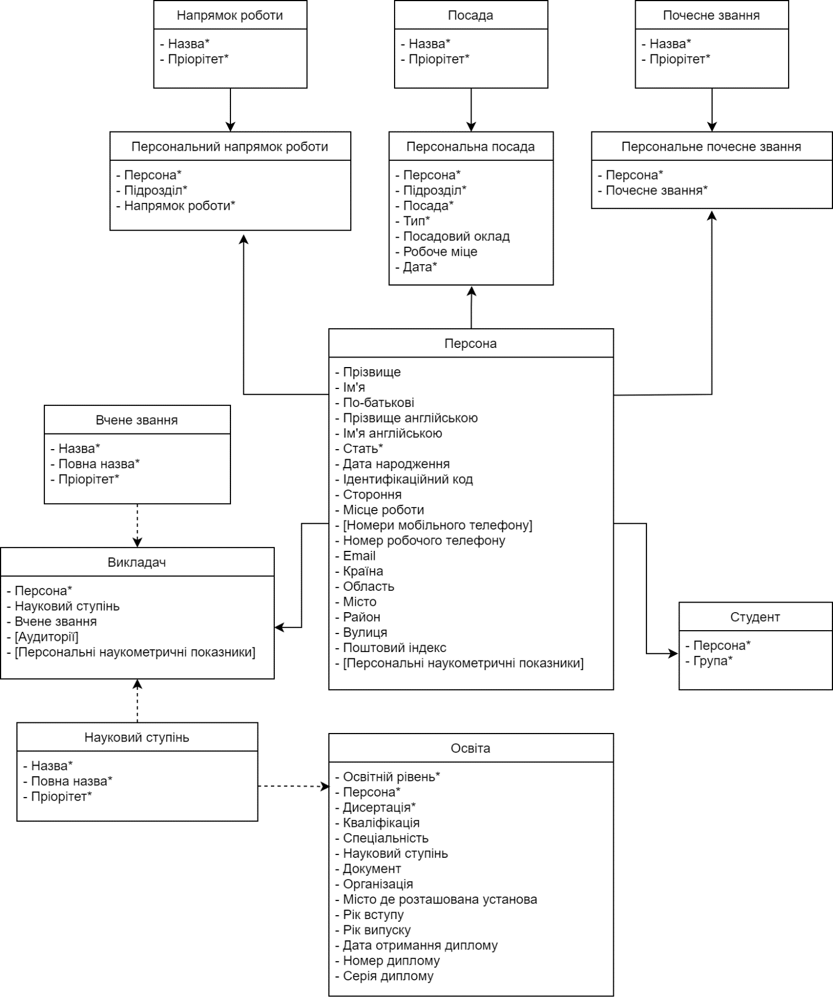 Напрямок роботи
- Назва*
- Пріорітет*
Посада
- Назва*
- Пріорітет*
Почесне звання
- Назва*
- Пріорітет*
Персональний напрямок роботи
- Персона*
- Підрозділ*
- Напрямок роботи*
Персональна посада
- Персона*
- Підрозділ*
- Посада*
- Тип*
- Посадовий оклад
- Робоче міце
- Дата*
Персональне почесне звання
- Персона*
- Почесне звання*
Персона
- Прізвище
- Ім'я
- По-батькові
- Прізвище англійською
- Ім'я англійською
- Стать*
- Дата народження
- Ідентифікаційний код
- Стороння
- Місце роботи
- [Номери мобільного телефону]
- Номер робочого телефону
- Email
- Країна
- Область
- Місто
- Район
- Вулиця
- Поштовий індекс
- [Персональні наукометричні показники]
Вчене звання
- Назва*
- Повна назва*
- Пріорітет*
Викладач
- Персона*
- Науковий ступінь
- Вчене звання
- [Аудиторії]
- [Персональні наукометричні показники]
Студент
- Персона*
- Група*
Науковий ступінь
- Назва*
- Повна назва*
- Пріорітет*
Освіта
- Освітній рівень*
- Персона*
- Дисертація*
- Кваліфікація
- Спеціальність
- Науковий ступінь
- Документ
- Організація
- Місто де розташована установа
- Рік вступу
- Рік випуску
- Дата отримання диплому
- Номер диплому
- Серія диплому